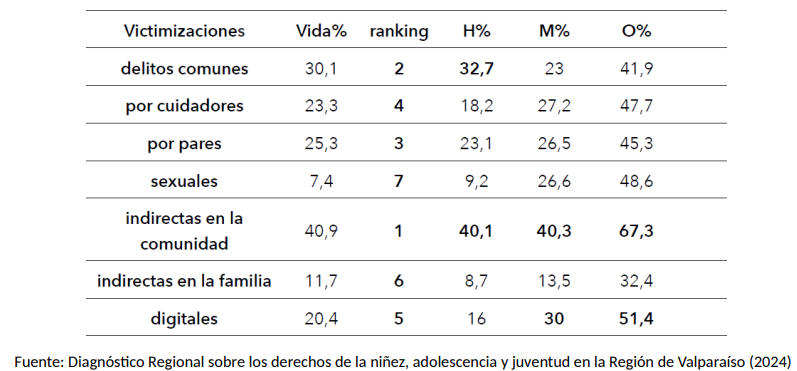 Victimizaciones Vida% ranking H% M% O%
delitos comunes 30,1 2 32,7 23 41,9
por cuidadores 23,3 4 18,2 27,2 47,7
por pares 25,3 3 23,1 26,5 45,3
sexuales 7,4 7 9,2 26,6 48,6
indirectas en la
comunidad 40,9 1 40,1 40,3 67,3
indirectas en la familia 11,7 6 8,7 13,5 32,4
digitales 20,4 5 16 30 51,4
Fuente: Diagnóstico Regional sobre los derechos de la niñez, adolescencia y juventud en la Región de Valparaíso (2024)